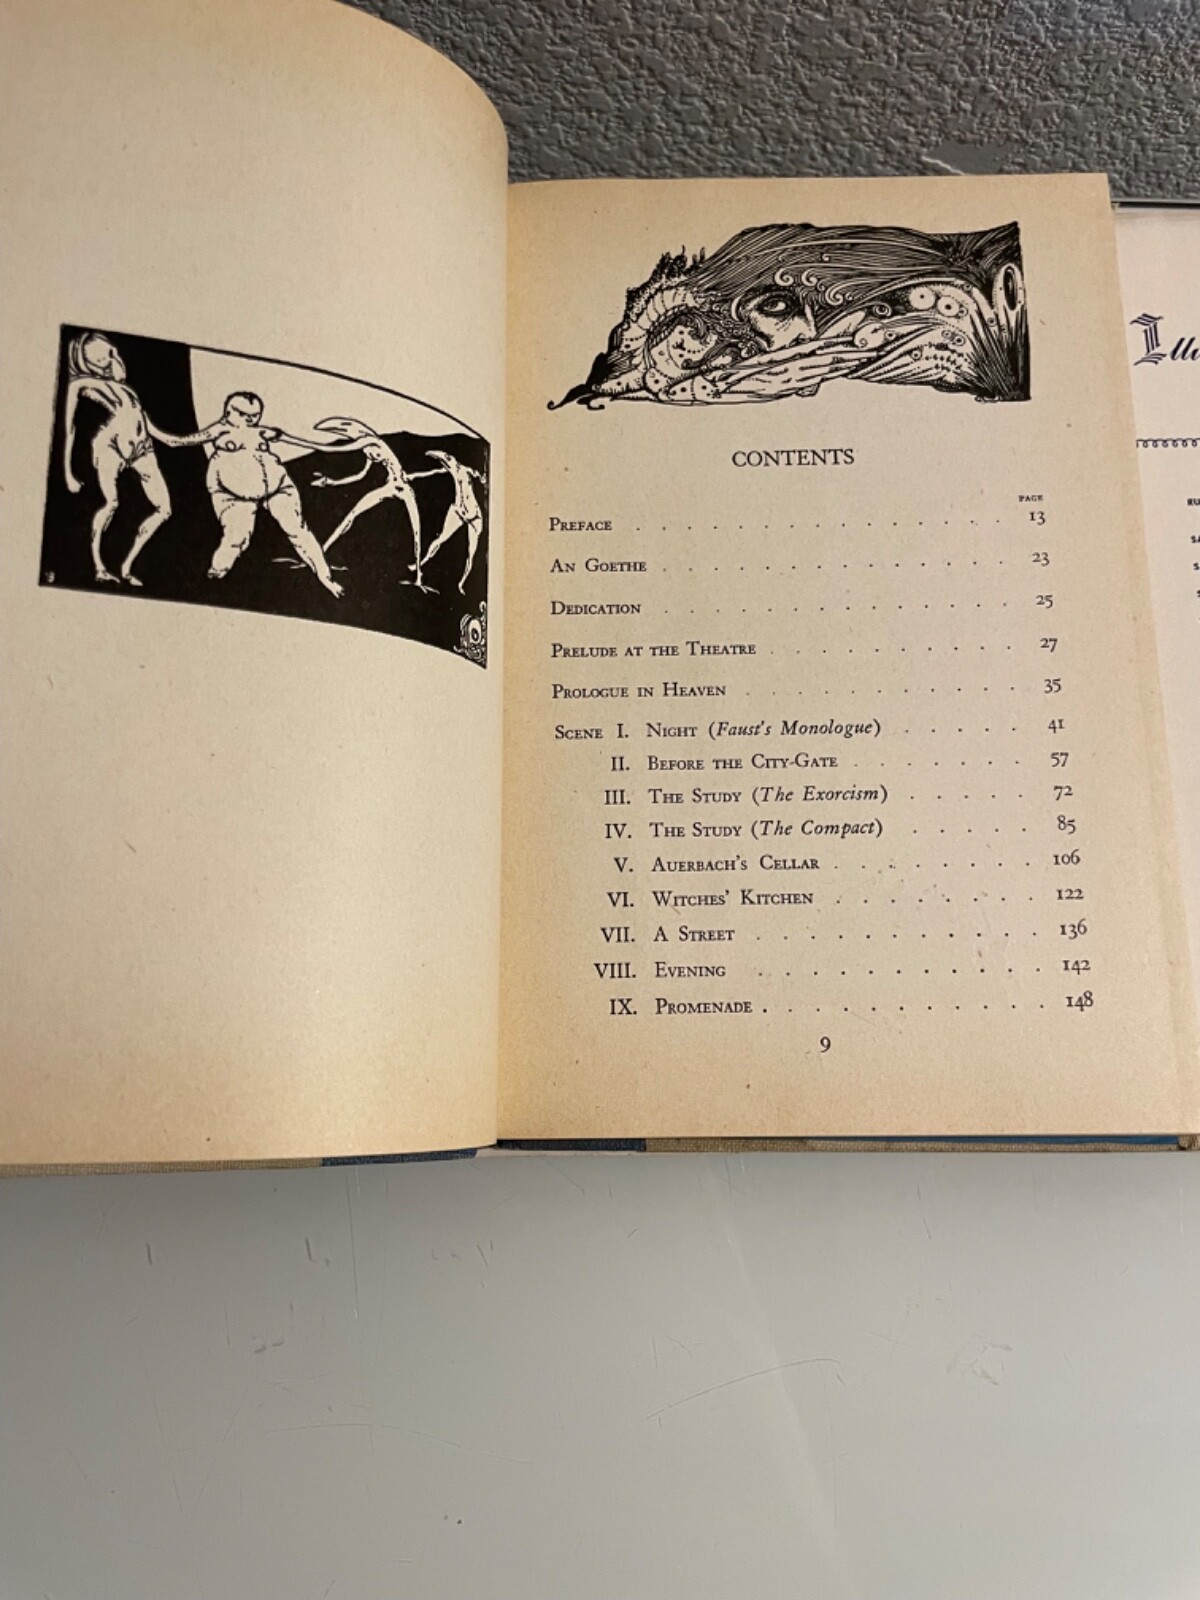 CONTENTS
PAGE
PREFACE . . . . . . . . . . . . . . 13
AN GOETHE . . . . . . . . . . . . . 23
DEDICATION . . . . . . . . . . . . . 25
PRELUDE AT THE THEATRE . . . . . . . . . . 27
PROLOGUE IN HEAVEN . . . . . . . . . . . 35
SCENE I. NIGHT (Faust's Monologue) . . . . . 41
II. BEFORE THE CITY-GATE . . . . . . . 57
III. THE STUDY (The Exorcism) . . . . . 72
IV. THE STUDY (The Compact) . . . . . 85
V. AUERBACH'S CELLAR . . . . . . . . 106
VI. WITCHES' KITCHEN . . . . . . . . 122
VII. A STREET . . . . . . . . . . . 136
VIII. EVENING . . . . . . . . . . . 142
IX. PROMENADE . . . . . . . . . . . 148
9